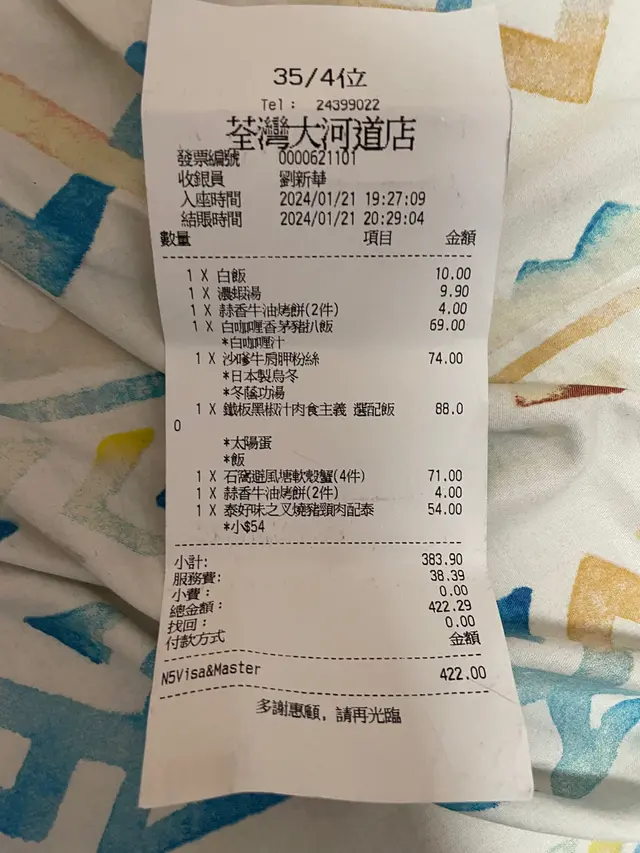 35/4位
Tel： 24399022
荃灣大河道店
發票編號 0000621101
收銀員 劉新華
入座時間 2024/01/21 19:27:09
結賬時間 2024/01/21 20:29:04
數量 項目 金額
1 X 白飯 10.00
1 X 濃蝦湯 9.90
1 X 蒜香牛油烤餅(2件) 4.00
1 X 白咖喱香茅豬扒飯 69.00
*白咖喱汁
1 X 沙嗲牛肩胛粉絲 74.00
*日本製烏冬
*冬蔭功湯
1 X 鐵板黑椒汁肉食主義 選配飯 88.0
0
*太陽蛋
*飯
1 X 石窩避風塘軟殼蟹(4件) 71.00
1 X 蒜香牛油烤餅(2件) 4.00
1 X 泰好味之叉燒豬頸肉配泰 54.00
*小$54
小計: 383.90
服務費: 38.39
小費： 0.00
總金額： 422.29
找回： 0.00
付款方式 金額
N5Visa&Master 422.00
多謝惠顧, 請再光臨